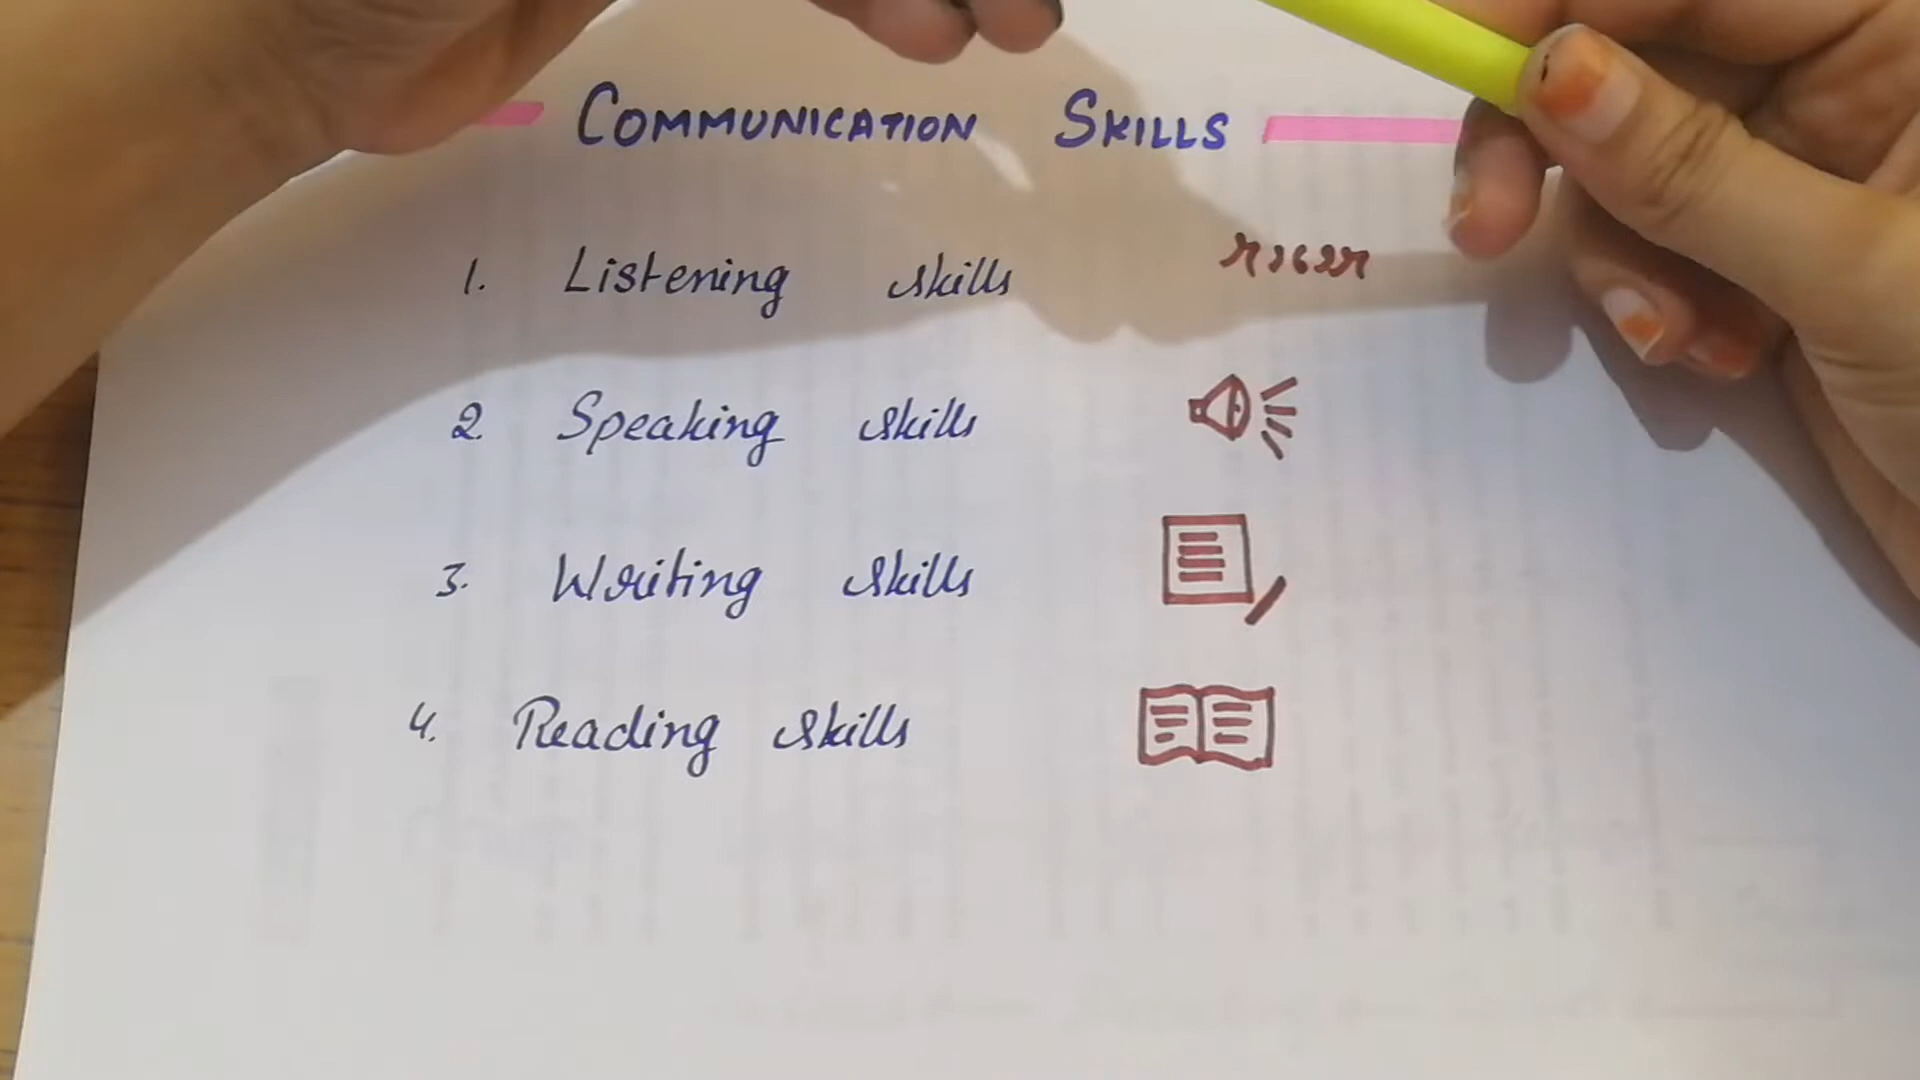 COMMUNICATION SKILLS
1. Listening skills
2. Speaking skills
3. Writing skills
4. Reading skills